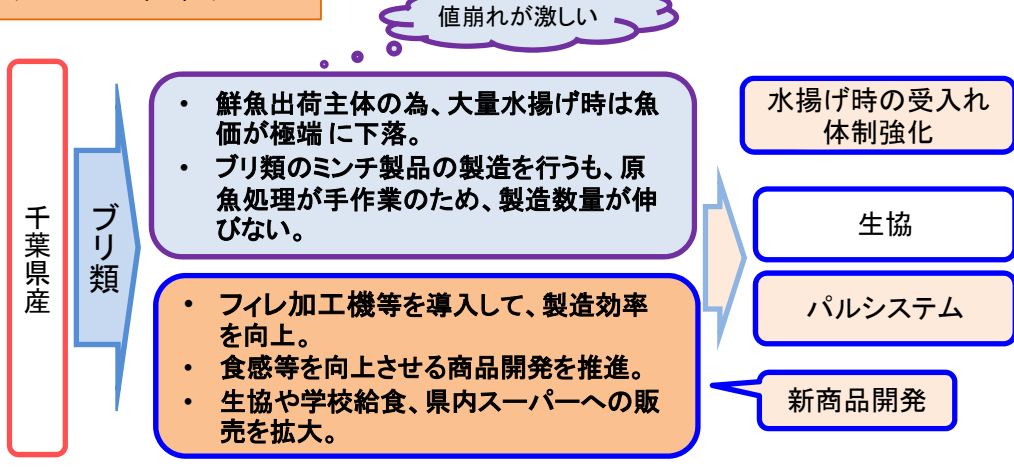 値崩れが激しい
千葉県産
ブリ類
・ 鮮魚出荷主体の為、大量水揚げ時は魚
価が極端に下落。
・ ブリ類のミンチ製品の製造を行うも、原
魚処理が手作業のため、製造数量が伸
びない。
・ フィレ加工機等を導入して、製造効率
を向上。
・ 食感等を向上させる商品開発を推進。
・ 生協や学校給食、県内スーパーへの販
売を拡大。
水揚げ時の受入れ
体制強化
生協
パルシステム
新商品開発